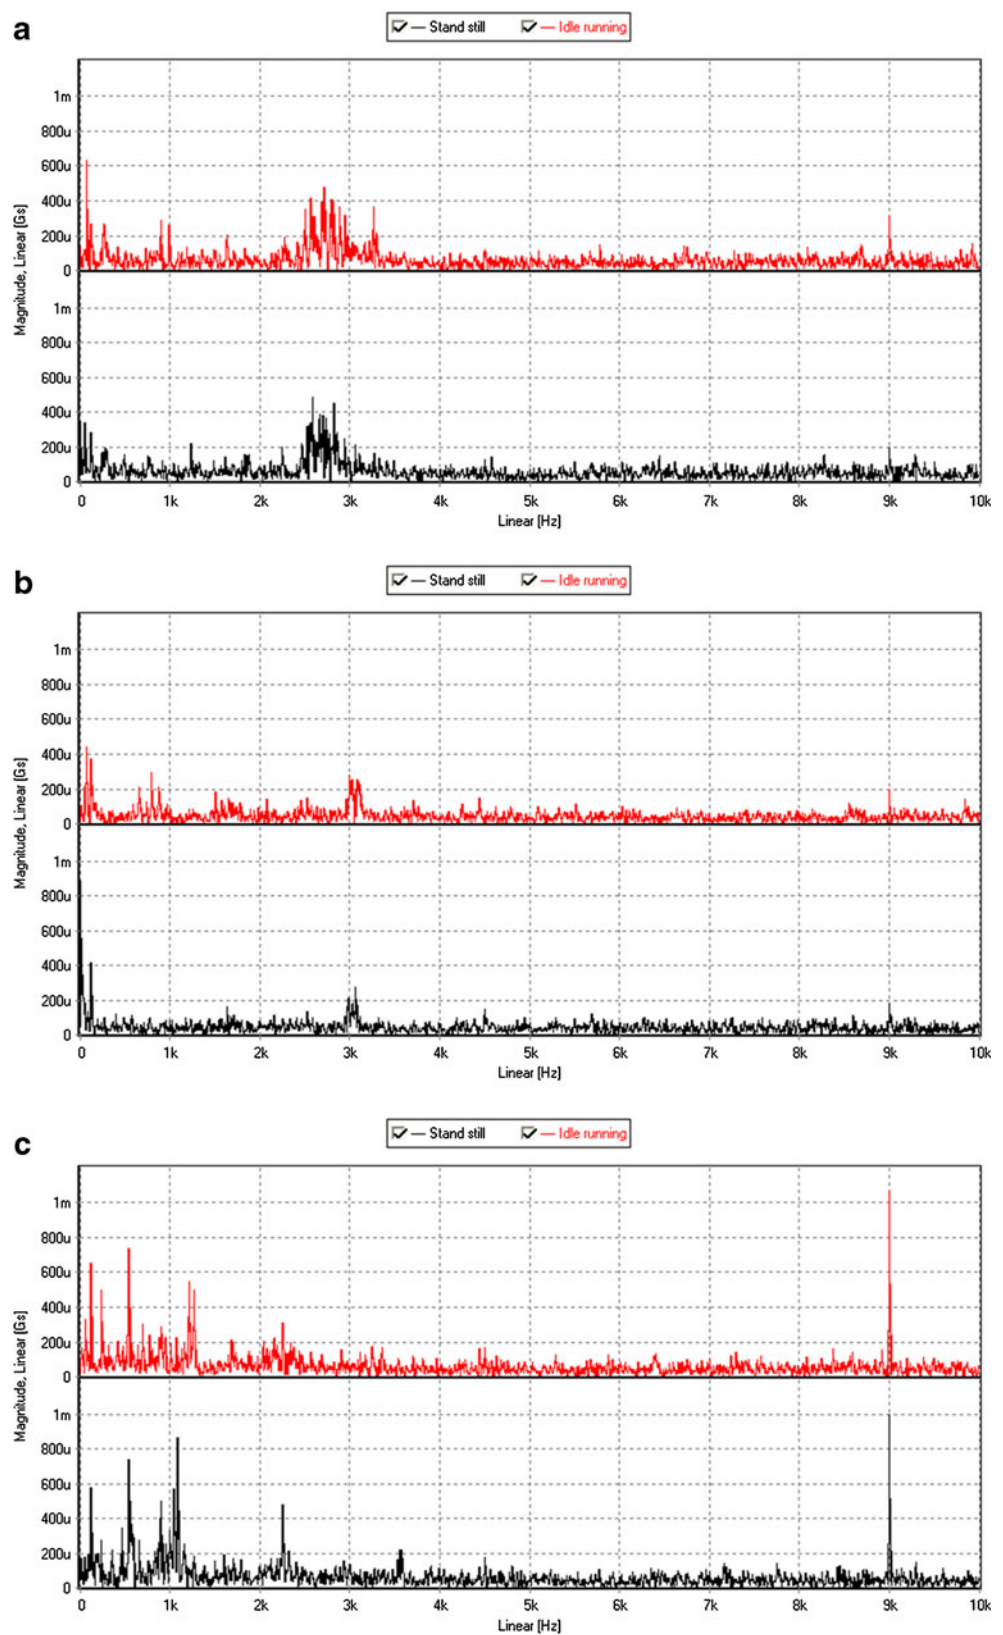 a
Stand still Idle running
Magnitude, Linear [Gs]
1m
800u
600u
400u
200u
0
1m
800u
600u
400u
200u
0
0 1k 2k 3k 4k 5k 6k 7k 8k 9k 10k
Linear [Hz]
b
Stand still Idle running
Magnitude, Linear [Gs]
1m
800u
600u
400u
200u
0
1m
800u
600u
400u
200u
0
0 1k 2k 3k 4k 5k 6k 7k 8k 9k 10k
Linear [Hz]
c
Stand still Idle running
Magnitude, Linear [Gs]
1m
800u
600u
400u
200u
0
1m
800u
600u
400u
200u
0
0 1k 2k 3k 4k 5k 6k 7k 8k 9k 10k
Linear [Hz]